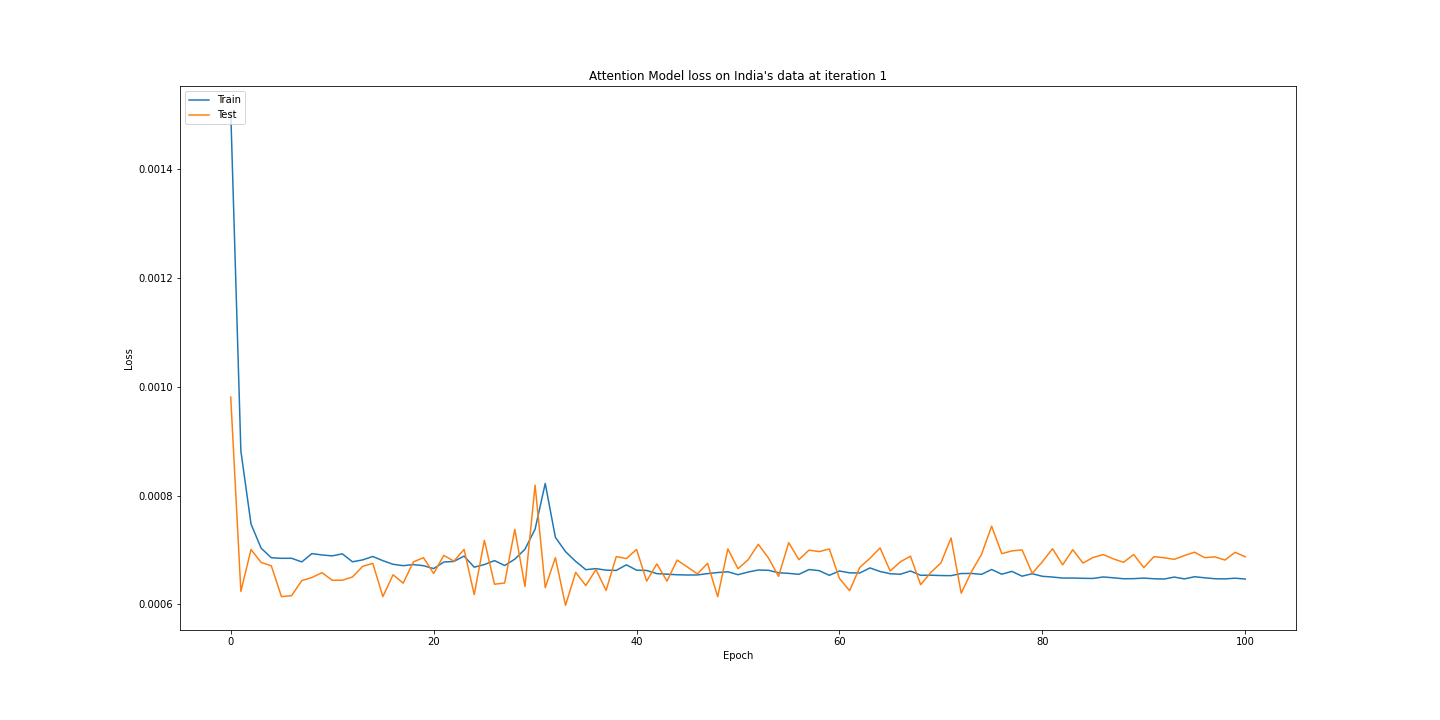 Attention Model loss on India's data at iteration 1
Train
Test
0.0014
0.0012
0.0010
0.0008
0.0006
Loss
0
20
40
60
80
100
Epoch